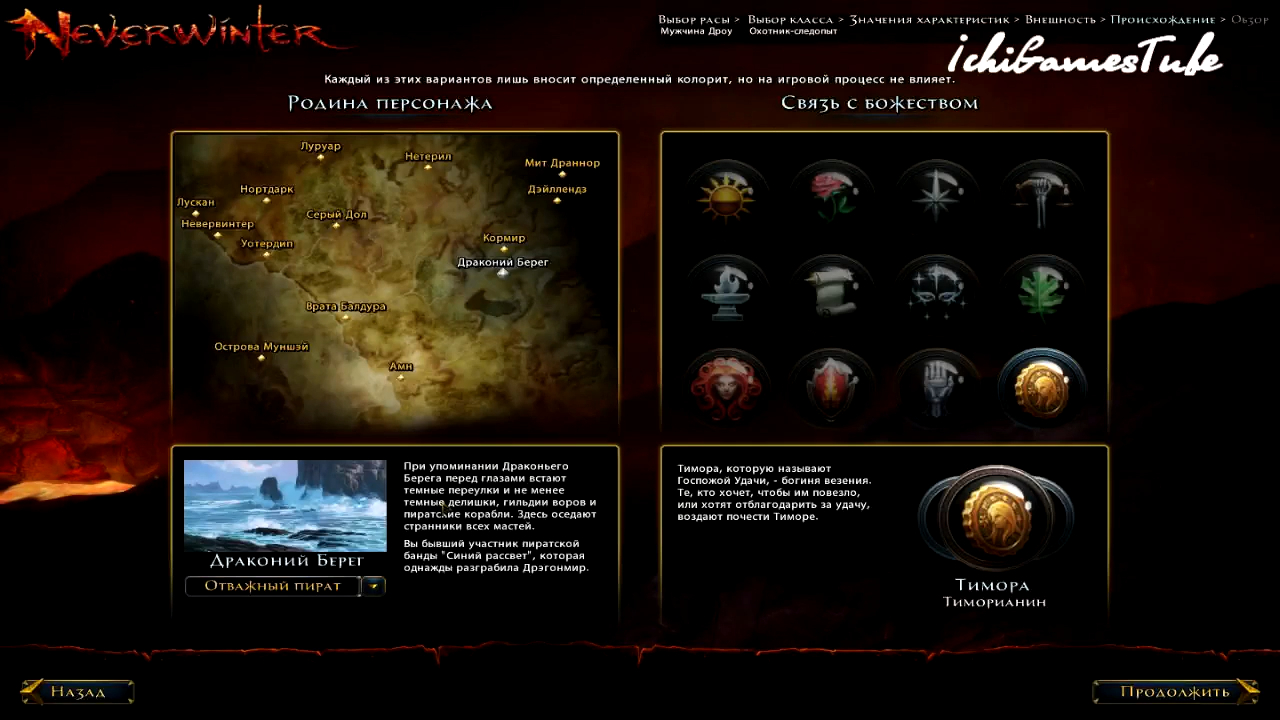 Neverwinter
Выбор расы > Выбор класса > Значения характеристик > Внешность > Происхождение > Обзор
Мужчина Дроу Охотник-следопыт
ichiGamesTube
Каждый из этих вариантов лишь вносит определенный колорит, но на игровой процесс не влияет.
Родина персонажа
Связь с божеством
Луруар
Нетерил
Мит Драннор
Нортдарк
Дэйллендз
Лускан
Серый Дол
Невервинтер
Уотердип
Кормир
Драконий Берег
Врата Балдура
Острова Муншэй
Амн
При упоминании Драконьего
Берега перед глазами встают
темные переулки и не менее
темные делишки, гильдии воров и
пиратские корабли. Здесь оседают
странники всех мастей.
Вы бывший участник пиратской
банды "Синий рассвет", которая
однажды разграбила Дрэгонмир.
Драконий Берег
Отважный пират
Тимора, которую называют
Госпожой Удачи, - богиня везения.
Те, кто хочет, чтобы им повезло,
или хотят отблагодарить за удачу,
воздают почести Тиморе.
Тимора
Тиморианин
Назад
Продолжить